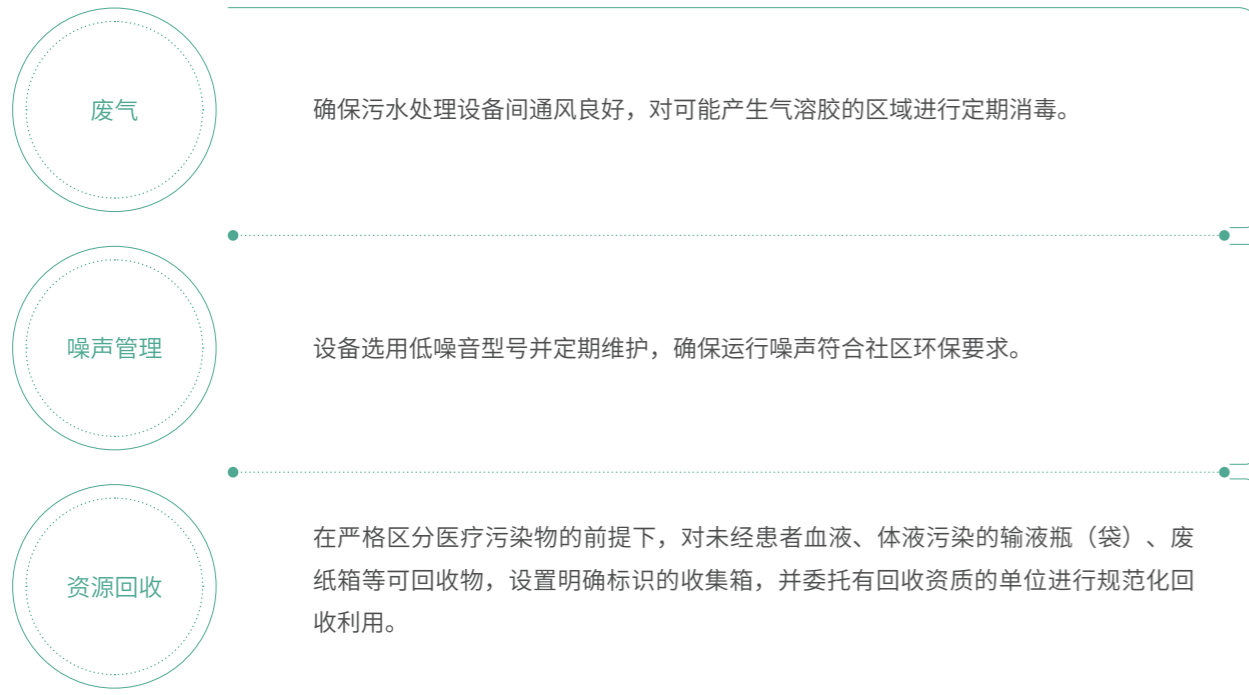 废气
确保污水处理设备间通风良好，对可能产生气溶胶的区域进行定期消毒。
噪声管理
设备选用低噪音型号并定期维护，确保运行噪声符合社区环保要求。
资源回收
在严格区分医疗污染物的前提下，对未经患者血液、体液污染的输液瓶（袋）、废
纸箱等可回收物，设置明确标识的收集箱，并委托有回收资质的单位进行规范化回
收利用。